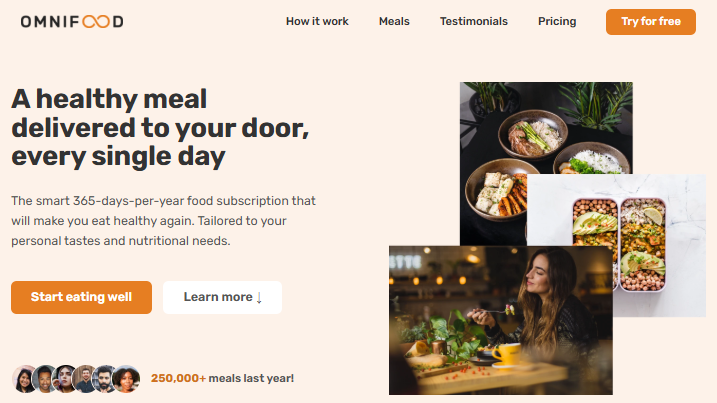 OMNIFOOD
How it work
Meals
Testimonials
Pricing
Try for free
A healthy meal
delivered to your door,
every single day
The smart 365-days-per-year food subscription that
will make you eat healthy again. Tailored to your
personal tastes and nutritional needs.
Start eating well
Learn more ↓
250,000+ meals last year!